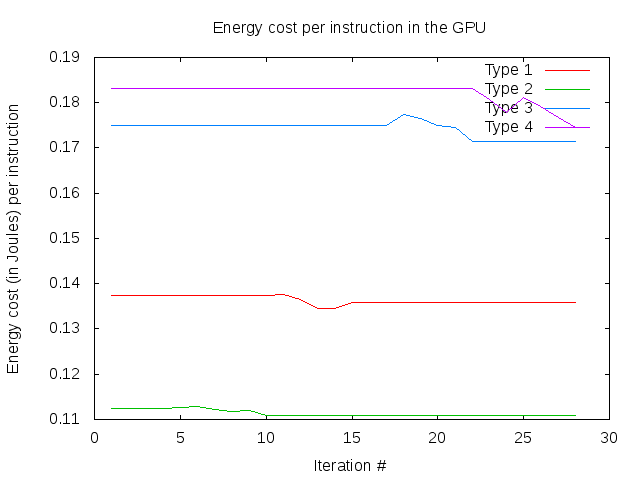 Energy cost per instruction in the GPU
Energy cost (in Joules) per instruction
0.19
0.18
0.17
0.16
0.15
0.14
0.13
0.12
0.11
0
5
10
15
20
25
30
Iteration #
Type 1
Type 2
Type 3
Type 4